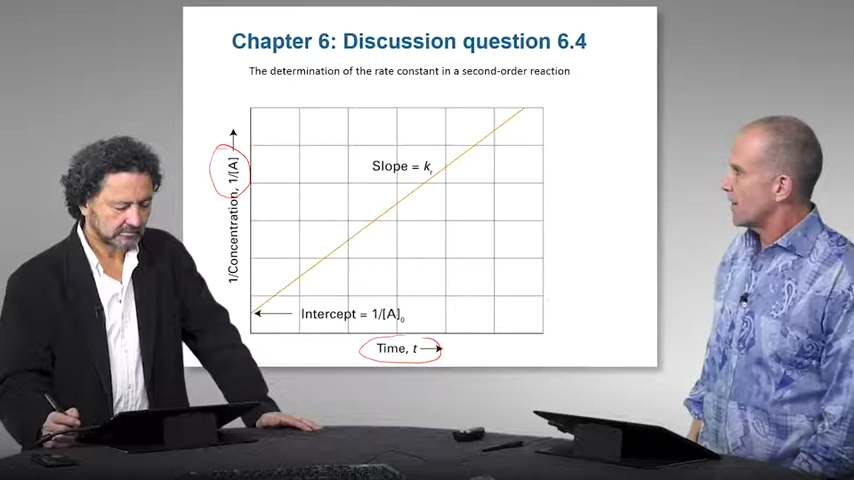 Chapter 6: Discussion question 6.4
The determination of the rate constant in a second-order reaction
1/Concentration, 1/[A]
Slope = kᵣ
Intercept = 1/[A]₀
Time, t